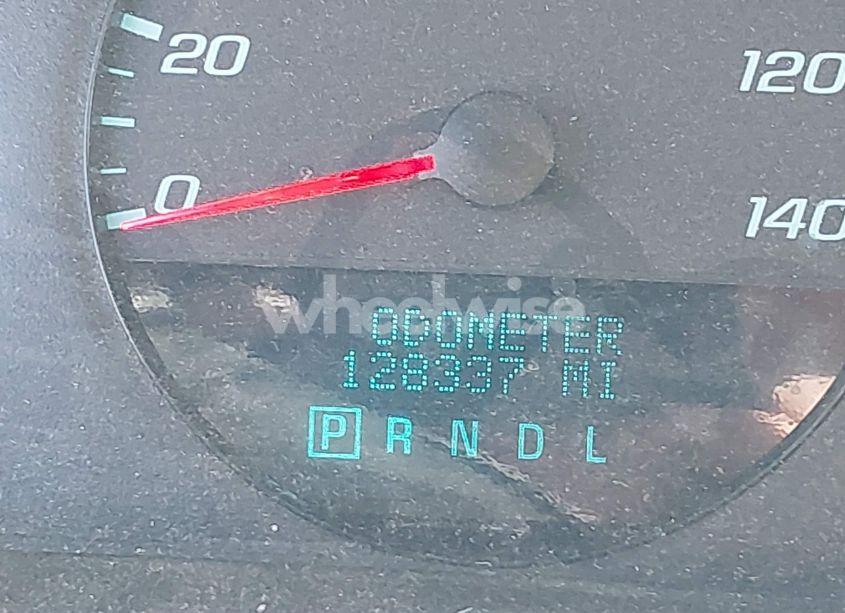 20
120
0
140
wheelwise
ODOMETER
128337 MI
P R N D L